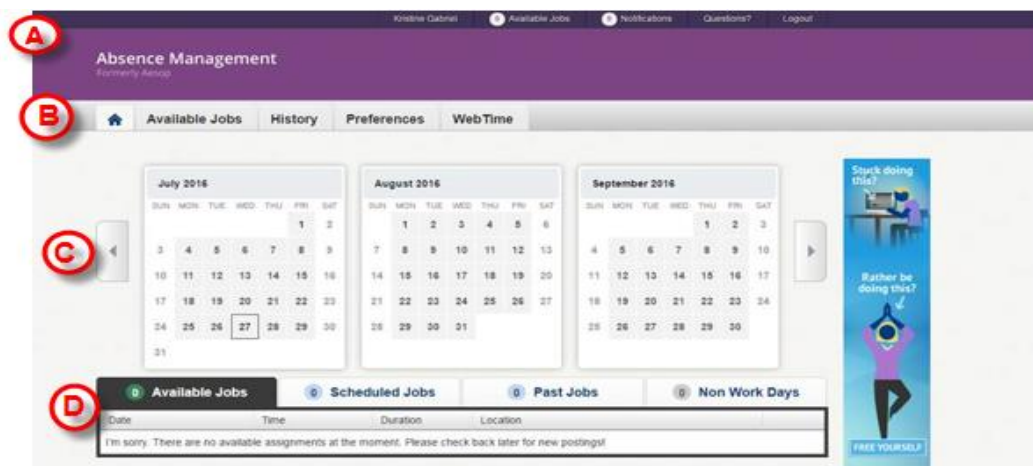 A
Kristine Gabriel 0 Available Jobs 0 Notifications Questions? Logout
Absence Management
Formerly Aesop
B
Available Jobs History Preferences WebTime
C
July 2016
SUN MON TUE WED THU FRI SAT
1 2
3 4 5 6 7 8 9
10 11 12 13 14 15 16
17 18 19 20 21 22 23
24 25 26 27 28 29 30
31
August 2016
SUN MON TUE WED THU FRI SAT
1 2 3 4 5 6
7 8 9 10 11 12 13
14 15 16 17 18 19 20
21 22 23 24 25 26 27
28 29 30 31
September 2016
SUN MON TUE WED THU FRI SAT
1 2 3
4 5 6 7 8 9 10
11 12 13 14 15 16 17
18 19 20 21 22 23 24
25 26 27 28 29 30
Stuck doing
this?
Rather be
doing this?
FREE YOURSELF
D
0 Available Jobs 0 Scheduled Jobs 0 Past Jobs 0 Non Work Days
Date Time Duration Location
I'm sorry. There are no available assignments at the moment. Please check back later for new postings!